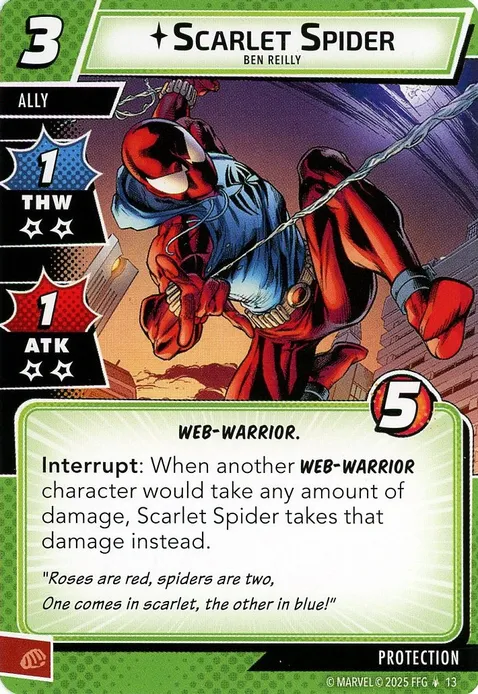 3
SCARLET SPIDER
BEN REILLY
ALLY
1
THW
1
ATK
5
WEB-WARRIOR.
Interrupt: When another WEB-WARRIOR
character would take any amount of
damage, Scarlet Spider takes that
damage instead.
"Roses are red, spiders are two,
One comes in scarlet, the other in blue!"
PROTECTION
© MARVEL © 2025 FFG 13